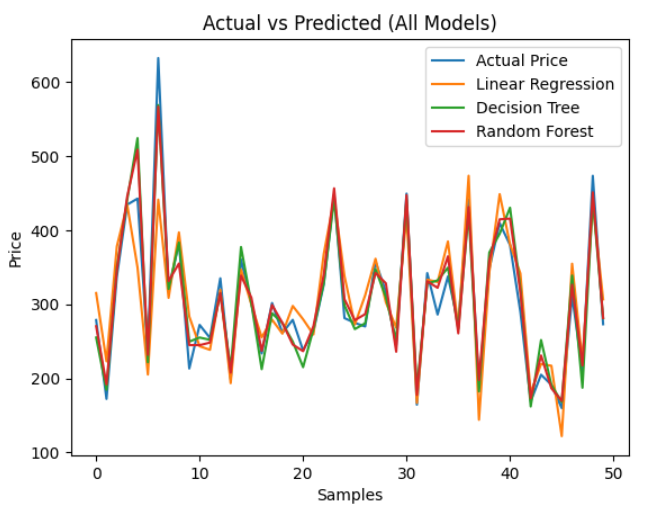 Actual vs Predicted (All Models)
Actual Price
Linear Regression
Decision Tree
Random Forest
600
500
400
300
200
100
Price
0
10
20
30
40
50
Samples